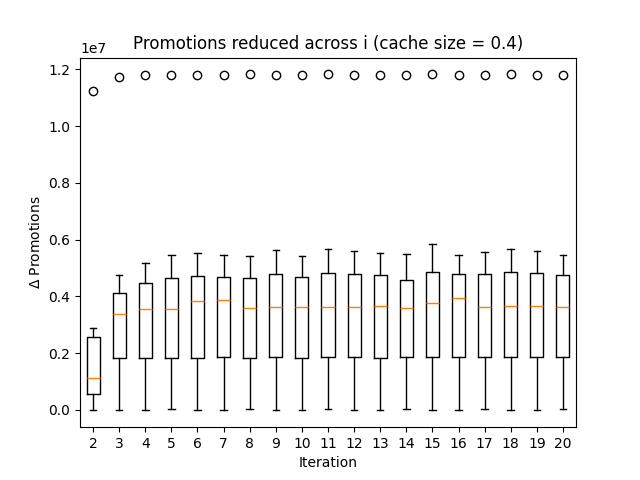 Promotions reduced across i (cache size = 0.4)
1e7
1.2
1.0
0.8
0.6
0.4
0.2
0.0
Δ Promotions
2 3 4 5 6 7 8 9 10 11 12 13 14 15 16 17 18 19 20
Iteration